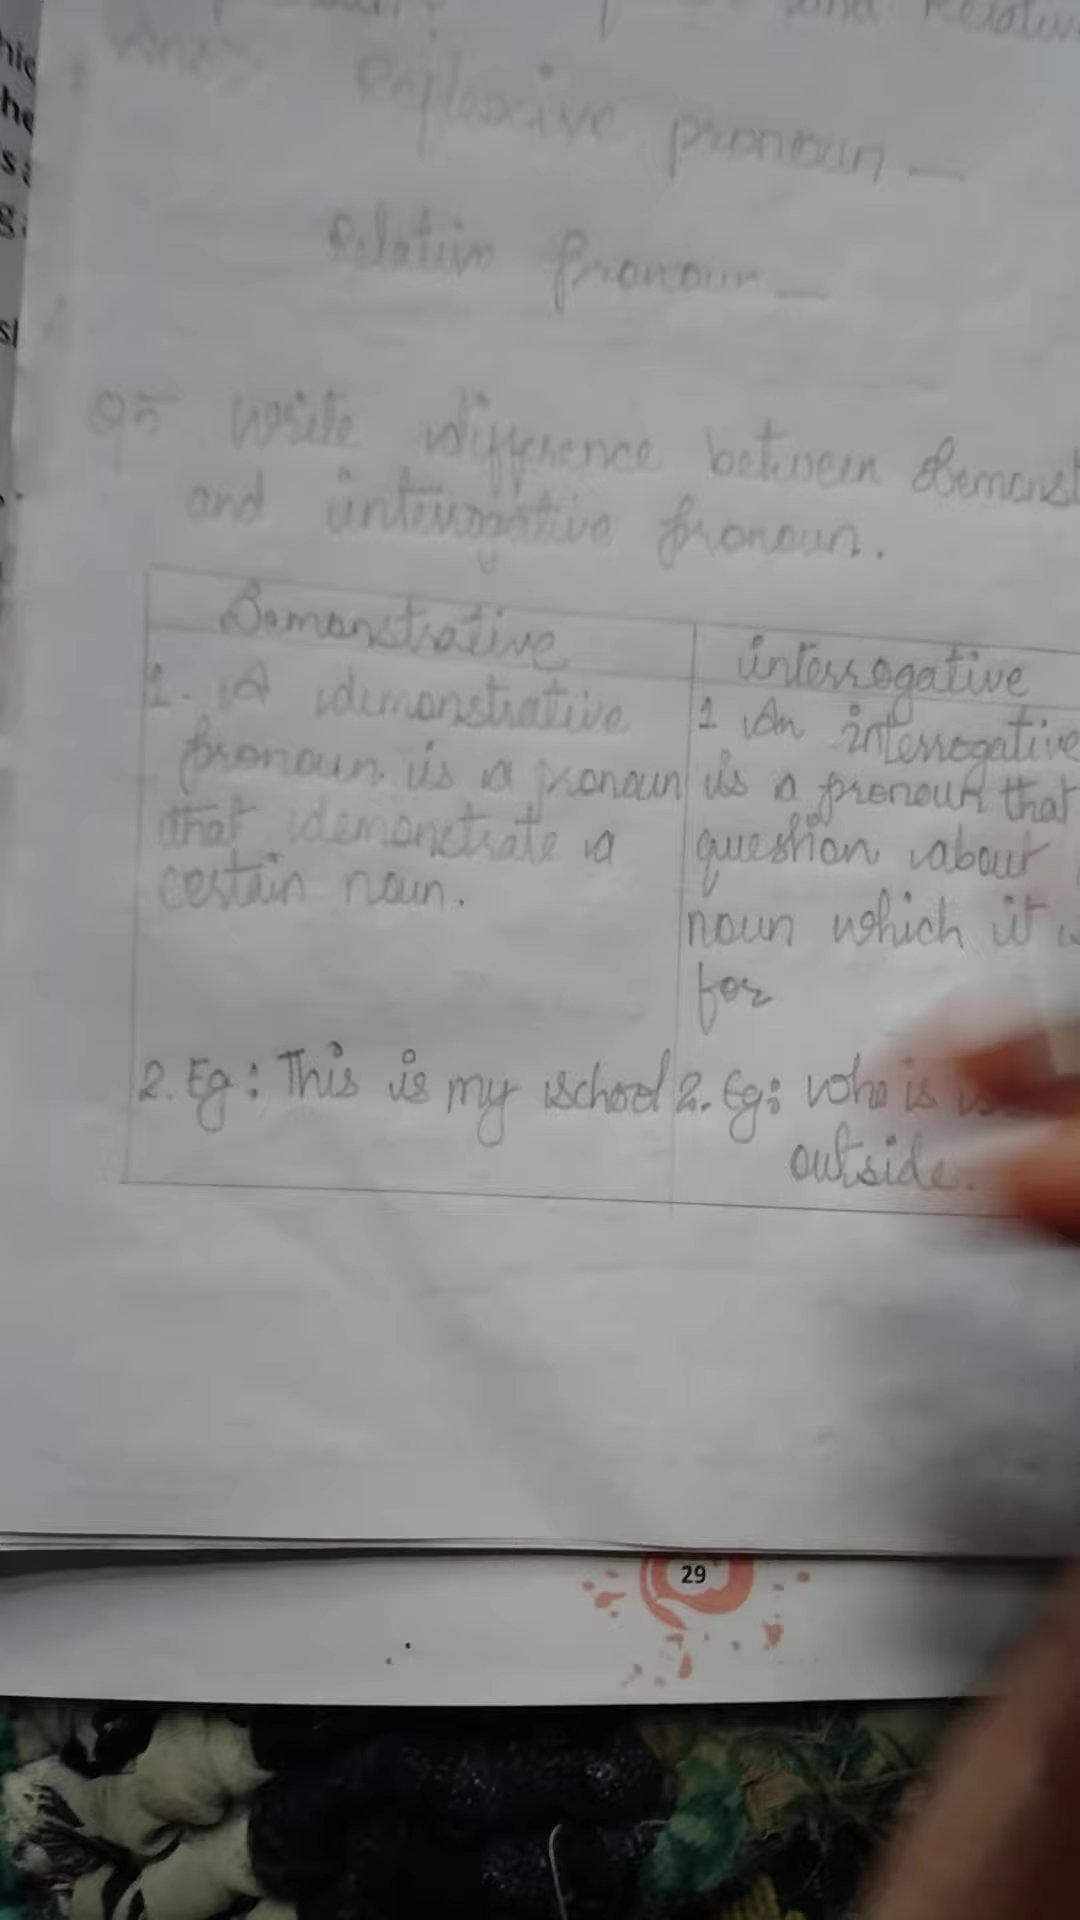 and Relative
Reflexive pronoun —
Relative pronoun —
Q5 Write difference between Demonst
and interrogative pronoun.
Demonstrative
interrogative
1. A demonstrative
pronoun is a pronoun
that demonstrate a
certain noun.
2. Eg: This is my school
1 An interrogative
is a pronoun that
question about
noun which it
for
2. Eg: Who is
outside.
29